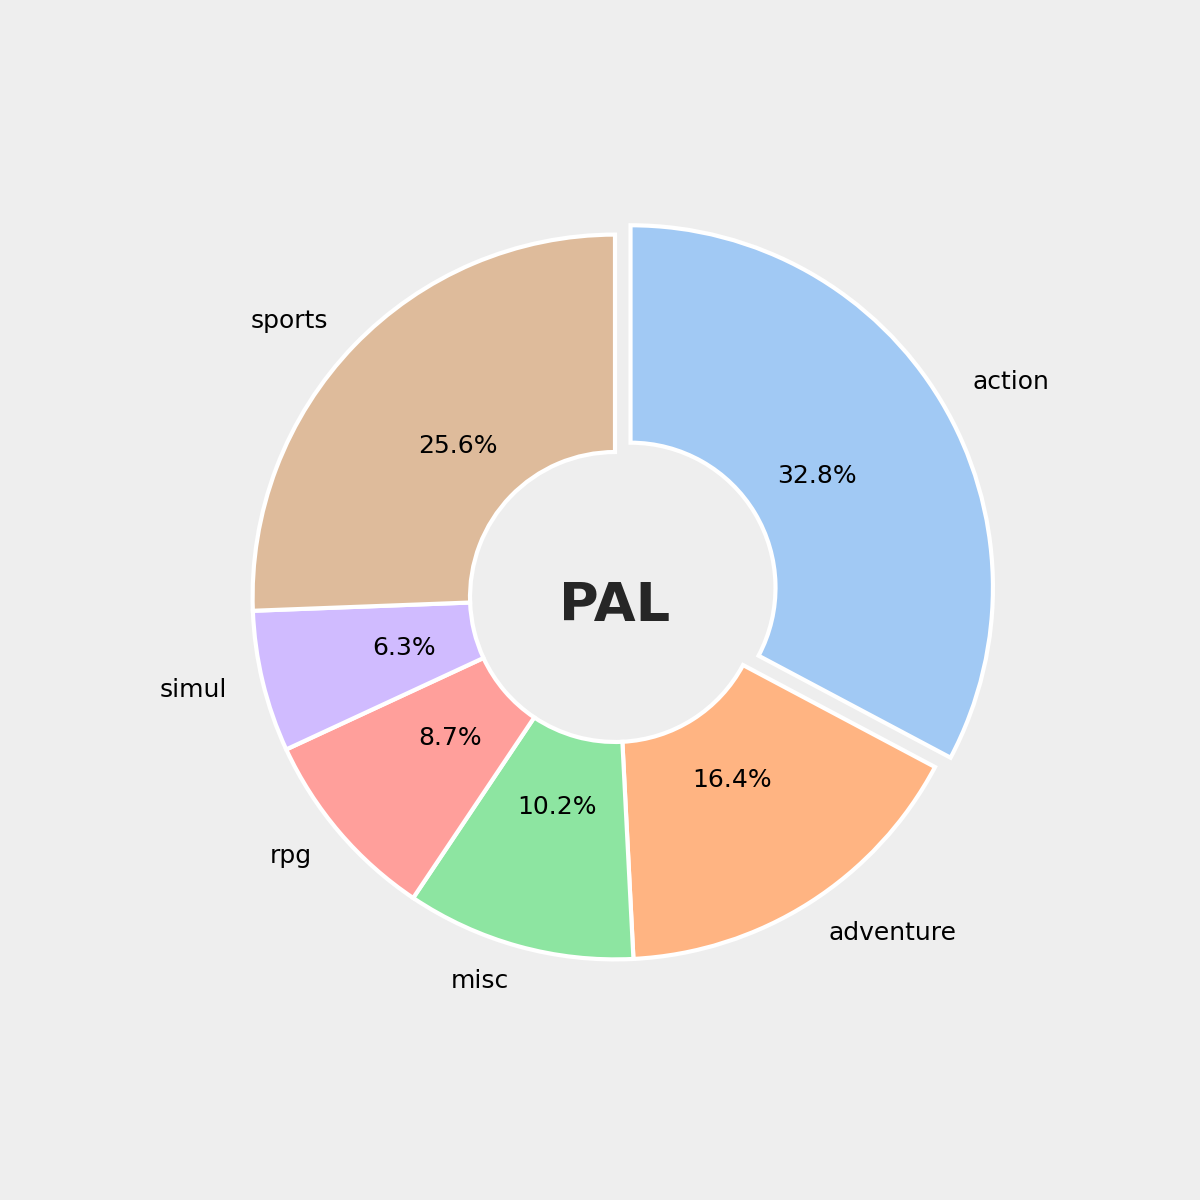 sports
action
25.6%
32.8%
PAL
6.3%
simul
8.7%
16.4%
10.2%
rpg
adventure
misc